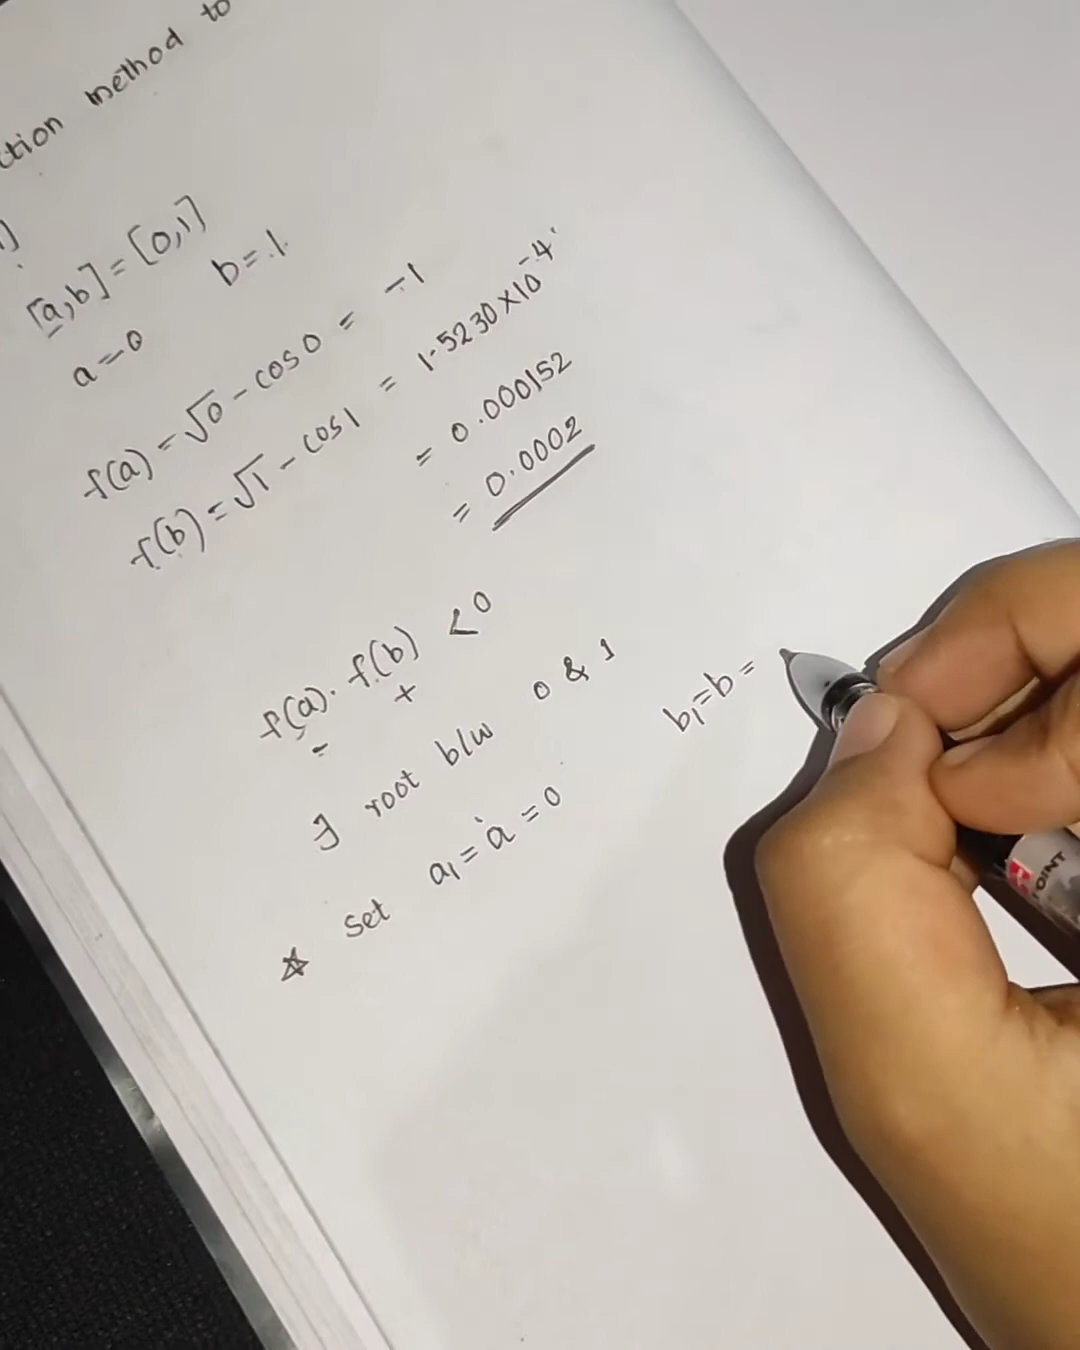 method to
[a,b] = [0,1]
a = 0 b = 1.
f(a) = √0 - cos 0 = -1
f(b) = √1 - cos 1 = 1.5230 × 10⁻⁴
= 0.000152
= 0.0002
f(a). f(b) < 0
- +
∃ root b/w 0 & 1
☆ set a₁ = a = 0 b₁ = b =